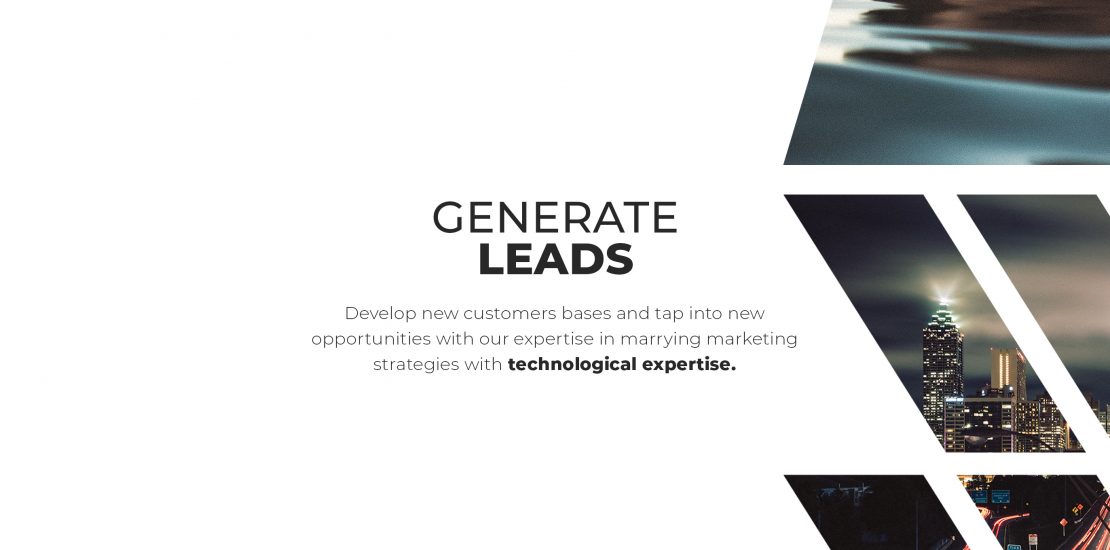 GENERATE
LEADS
Develop new customers bases and tap into new
opportunities with our expertise in marrying marketing
strategies with technological expertise.